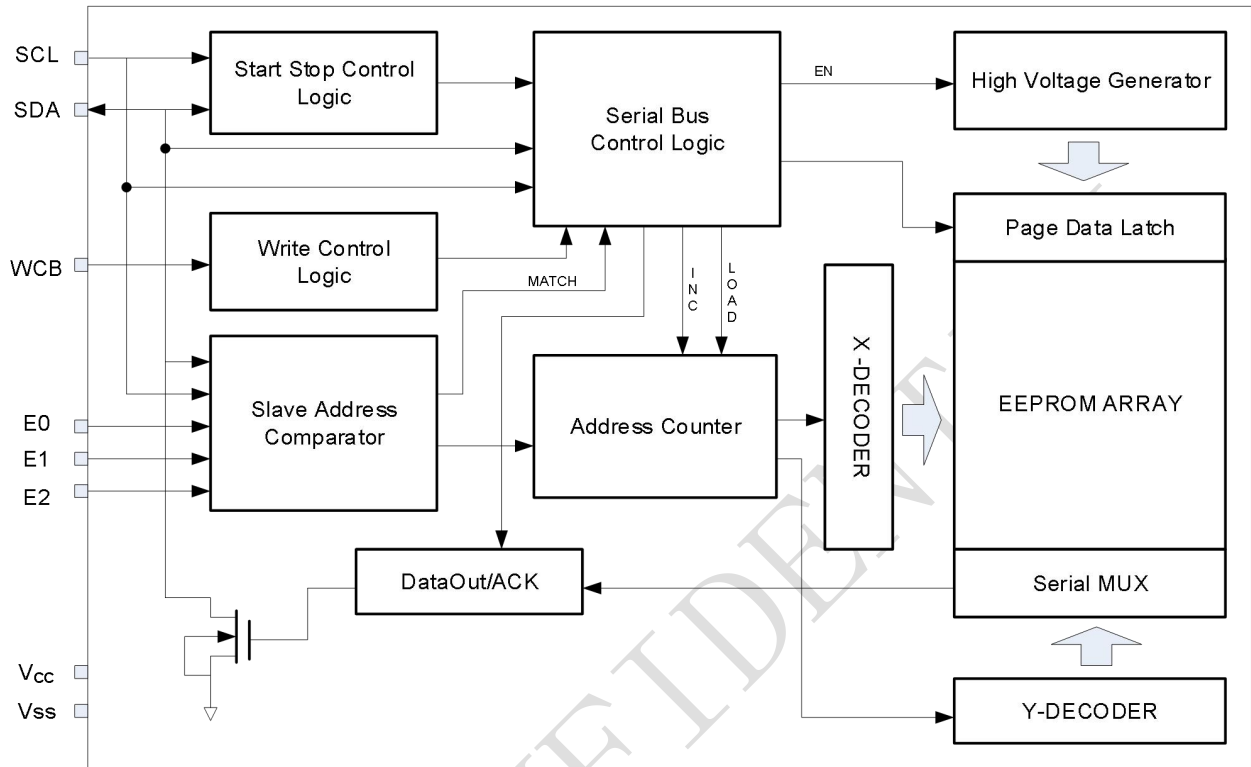 SCL
SDA
WCB
E0
E1
E2
Vcc
Vss
Start Stop Control
Logic
Write Control
Logic
Slave Address
Comparator
MATCH
Serial Bus
Control Logic
EN
INC
LOAD
Address Counter
DataOut/ACK
X-DECODER
High Voltage Generator
Page Data Latch
EEPROM ARRAY
Serial MUX
Y-DECODER